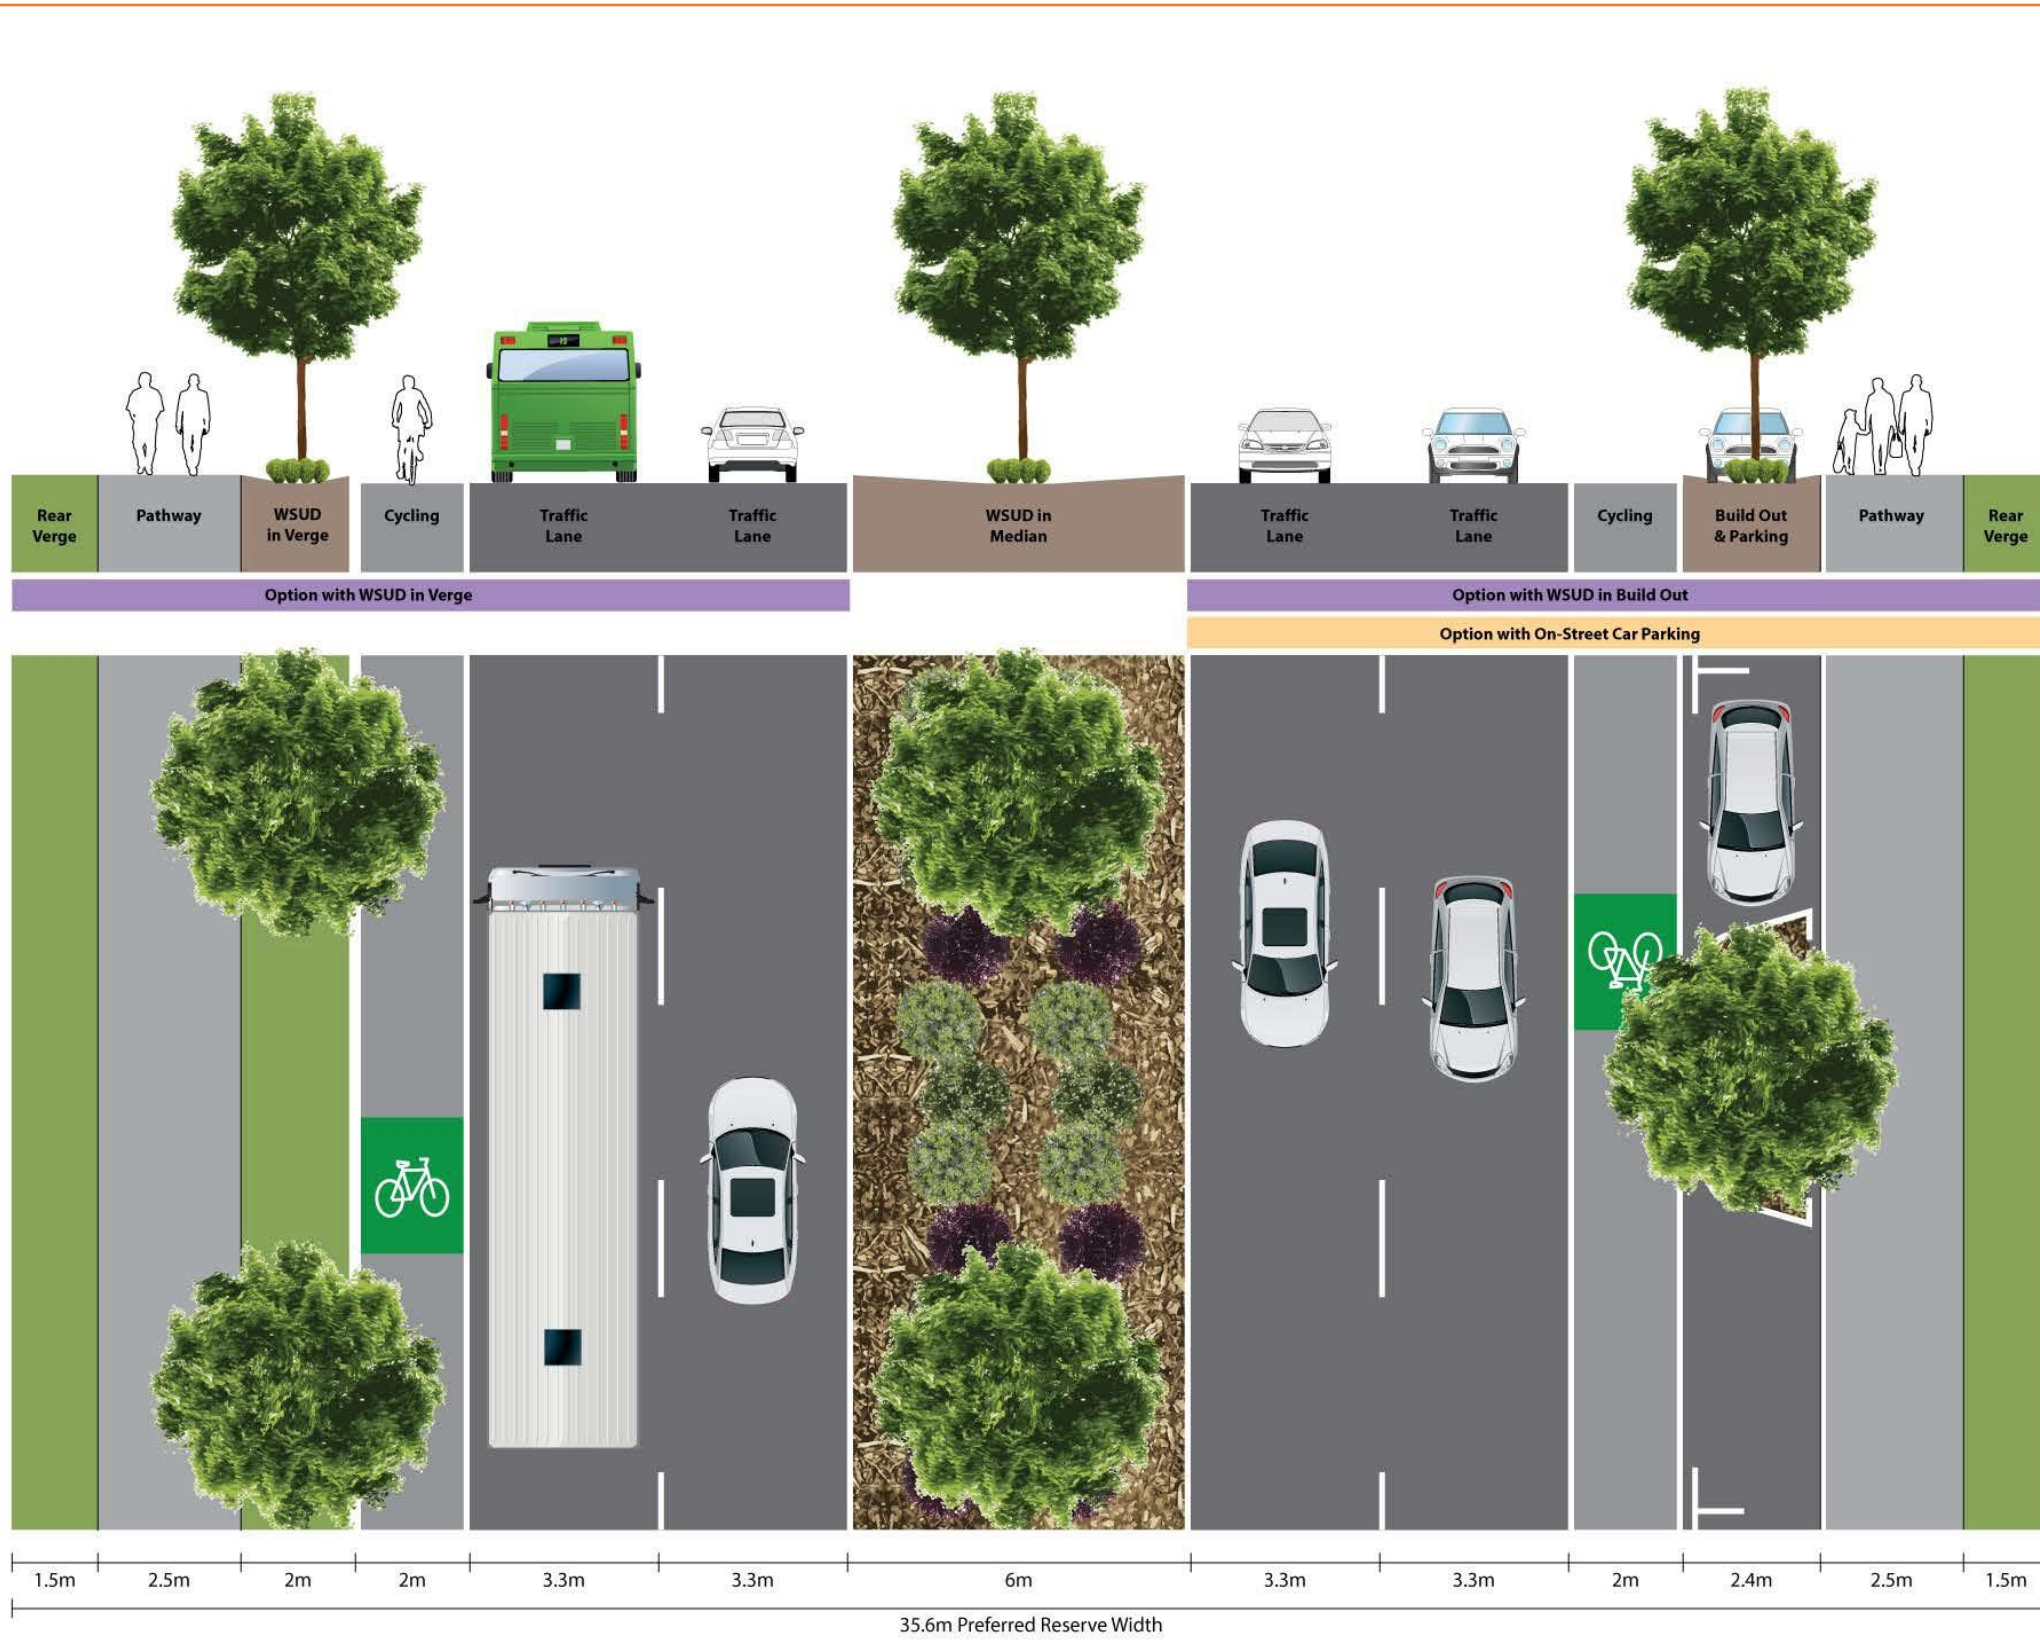 15
Rear
Verge
Pathway
WSUD
in Verge
Cycling
Traffic
Lane
Traffic
Lane
WSUD in
Median
Traffic
Lane
Traffic
Lane
Cycling
Build Out
& Parking
Pathway
Rear
Verge
Option with WSUD in Verge
Option with WSUD in Build Out
Option with On-Street Car Parking
1.5m 2.5m 2m 2m 3.3m 3.3m 6m 3.3m 3.3m 2m 2.4m 2.5m 1.5m
35.6m Preferred Reserve Width